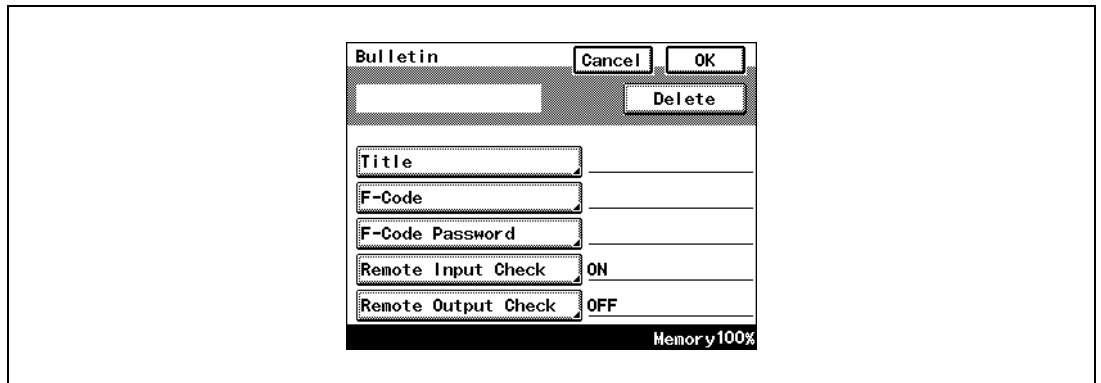 Bulletin Cancel OK
Delete
Title
F-Code
F-Code Password
Remote Input Check ON
Remote Output Check OFF
Memory100%